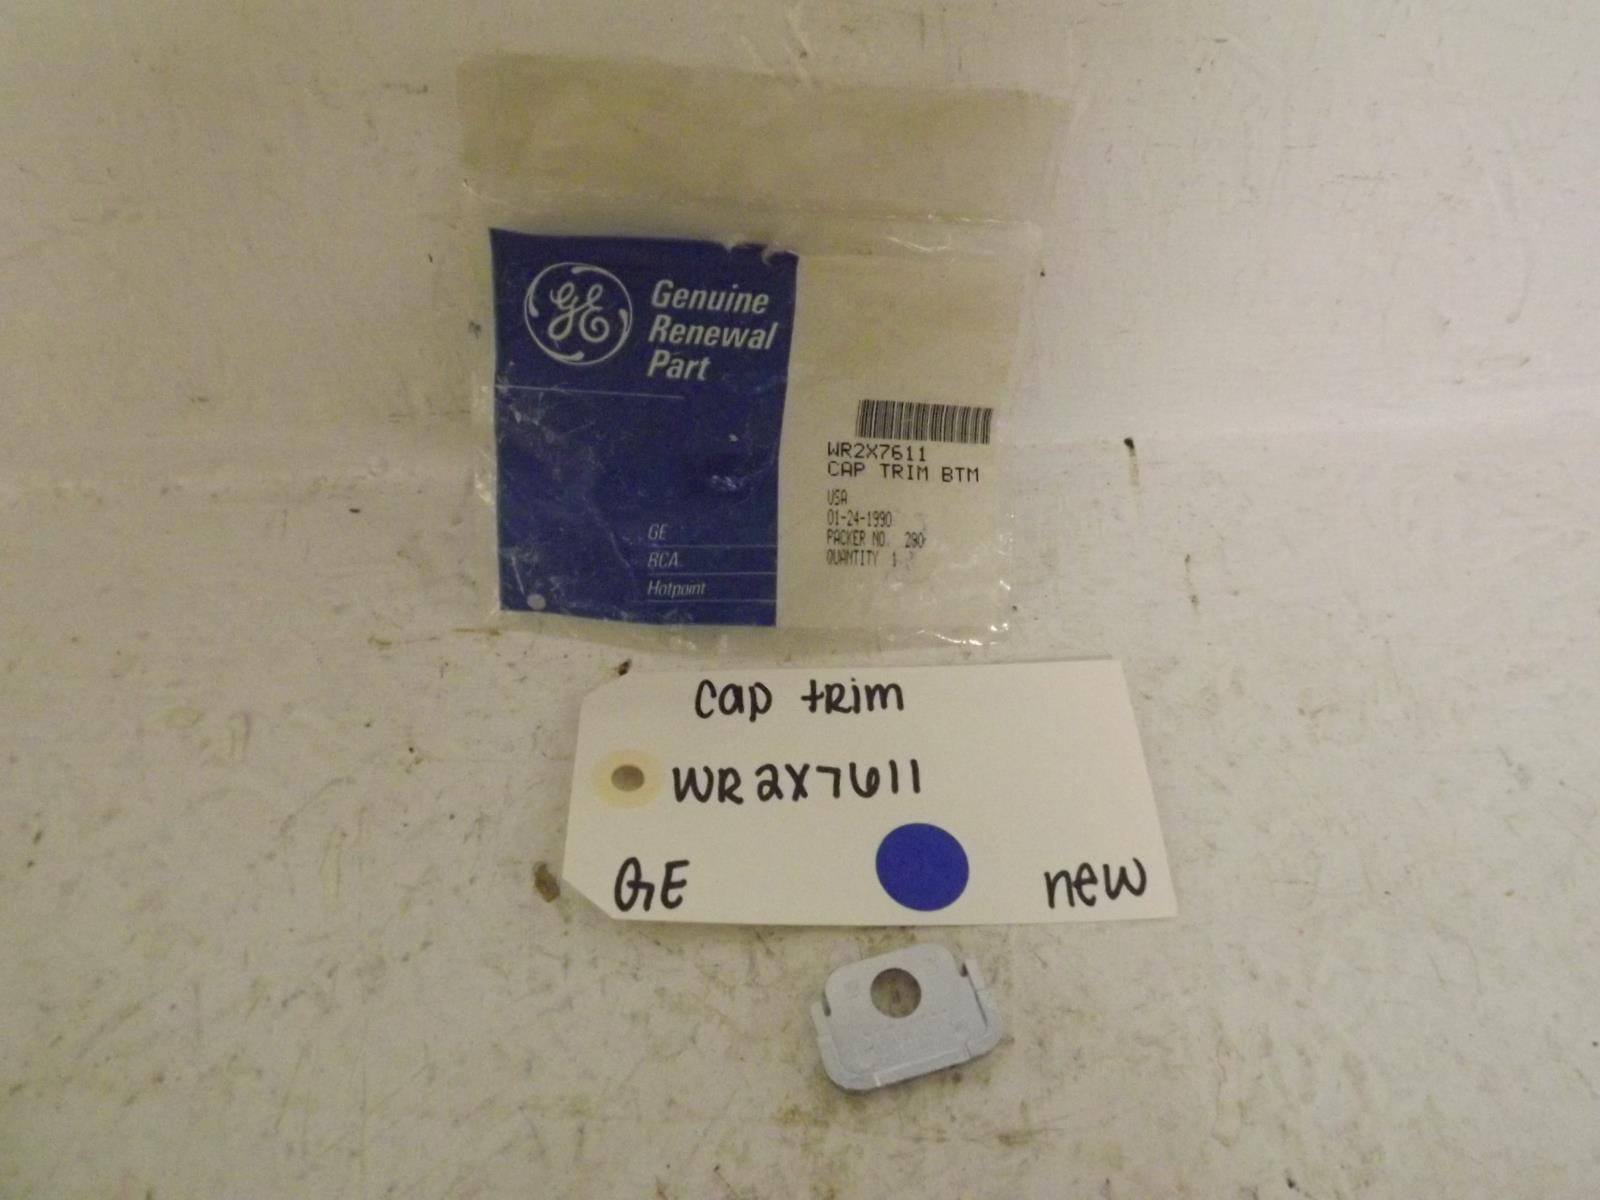 GE
Genuine
Renewal
Part
GE
RCA
Hotpoint
WR2X7611
CAP TRIM BTM
USA
01-24-1990
PACKER NO. 290
QUANTITY 1
Cap trim
WR2X7611
GE
new